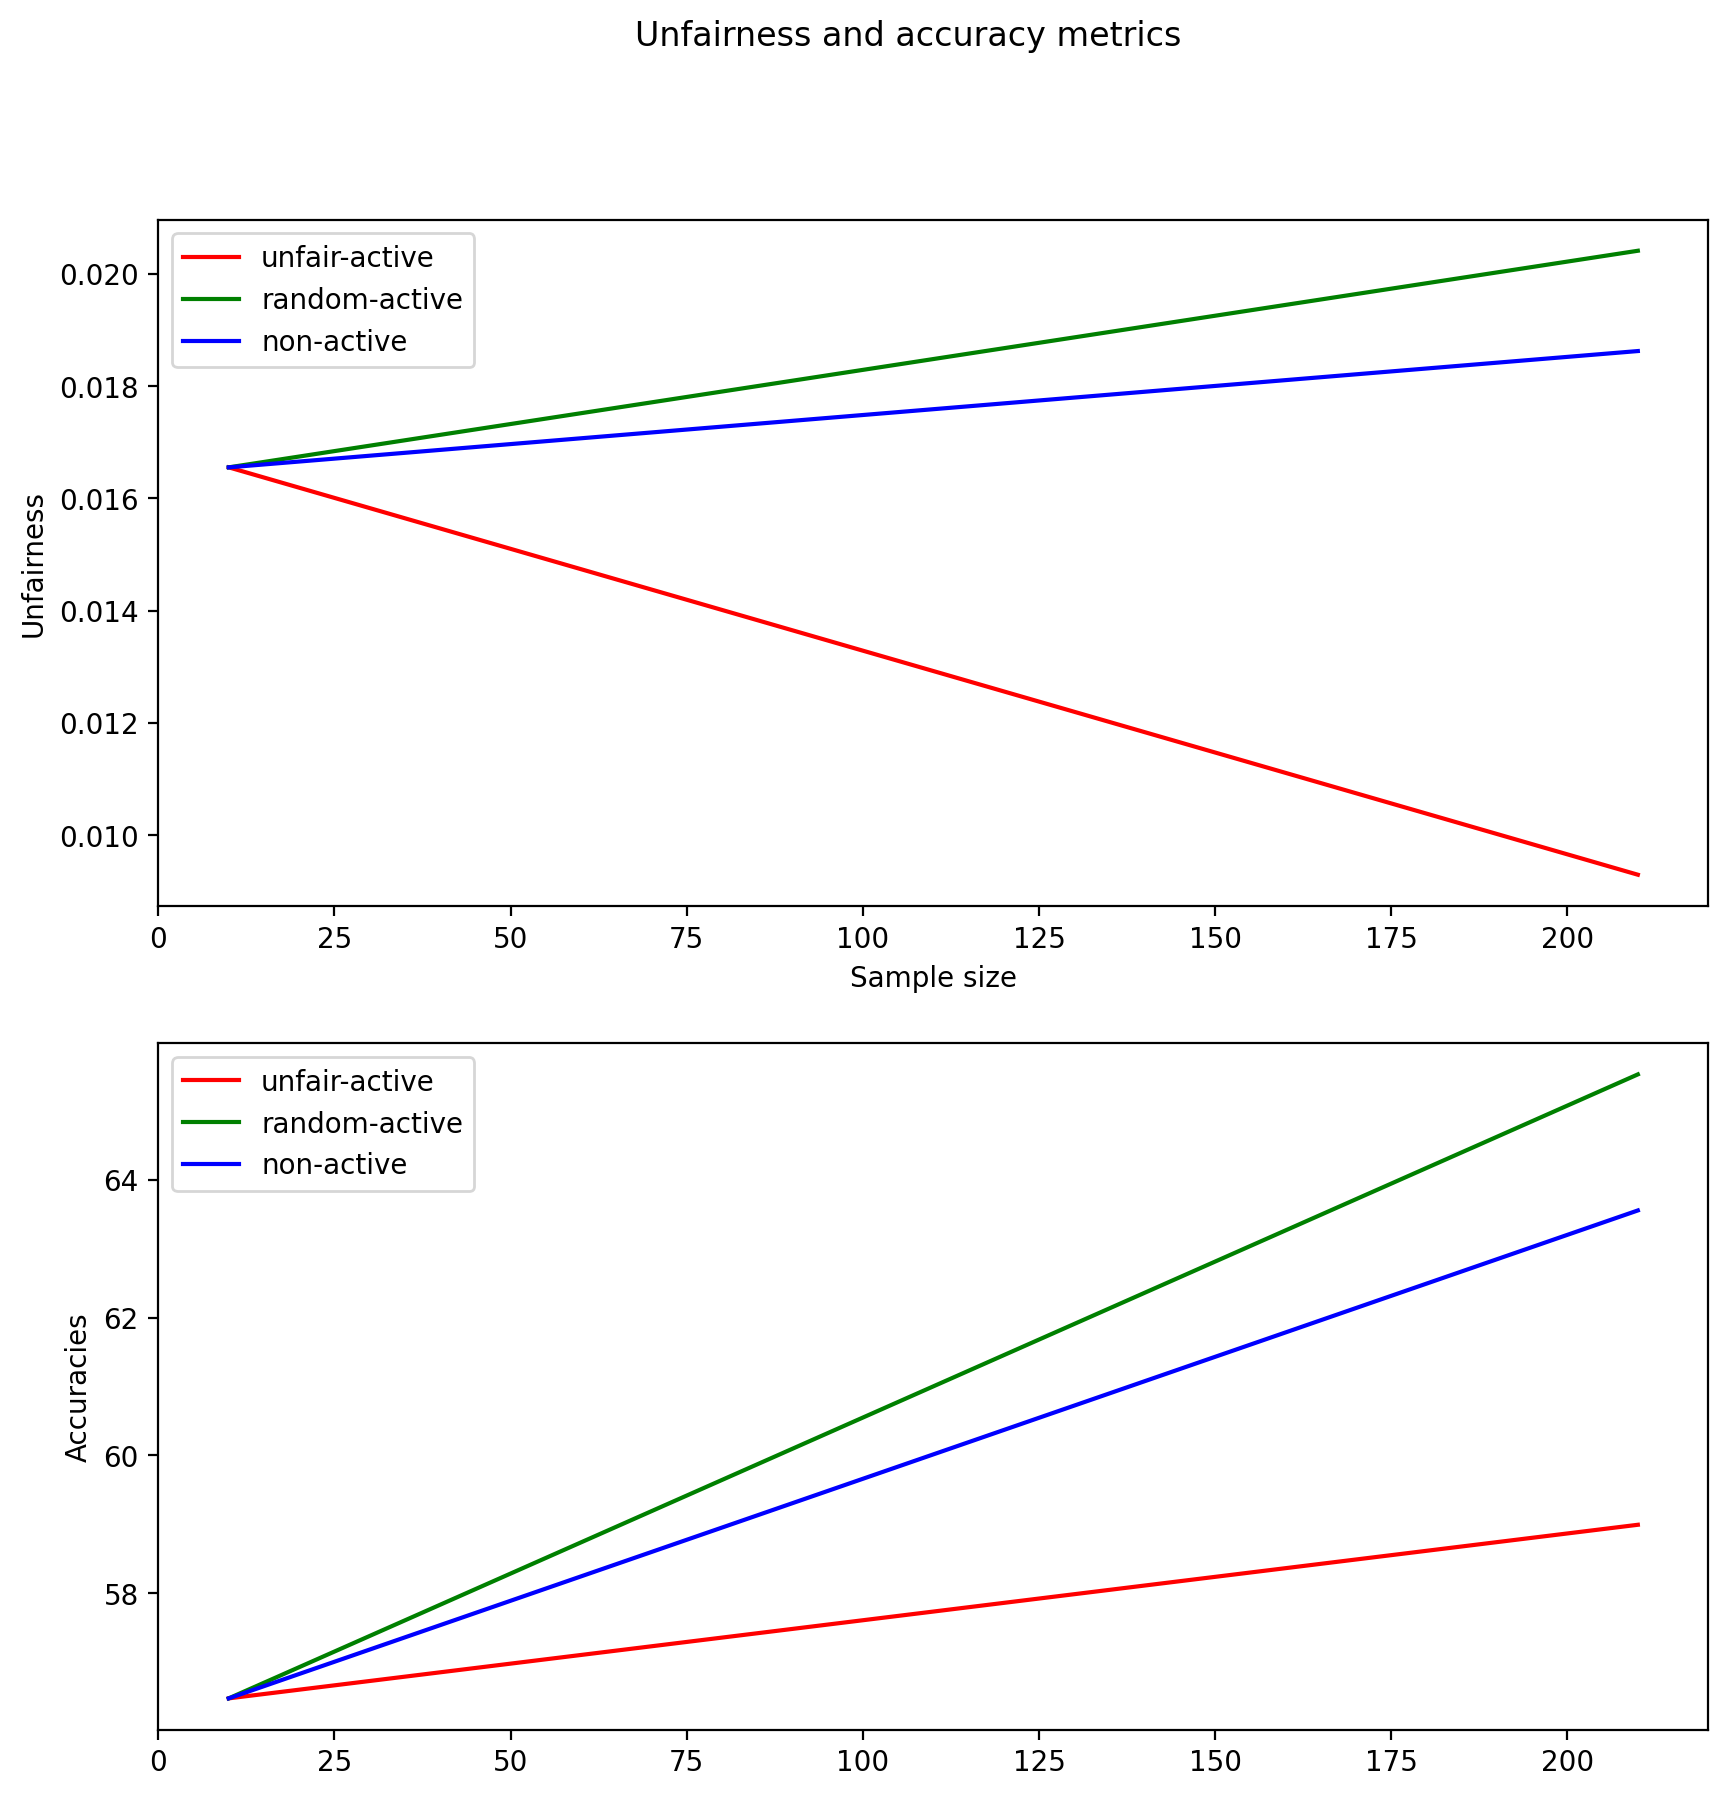 Unfairness and accuracy metrics
unfair-active
random-active
non-active
0.020
0.018
0.016
0.014
0.012
0.010
Unfairness
0 25 50 75 100 125 150 175 200
Sample size
unfair-active
random-active
non-active
64
62
60
58
Accuracies
0 25 50 75 100 125 150 175 200